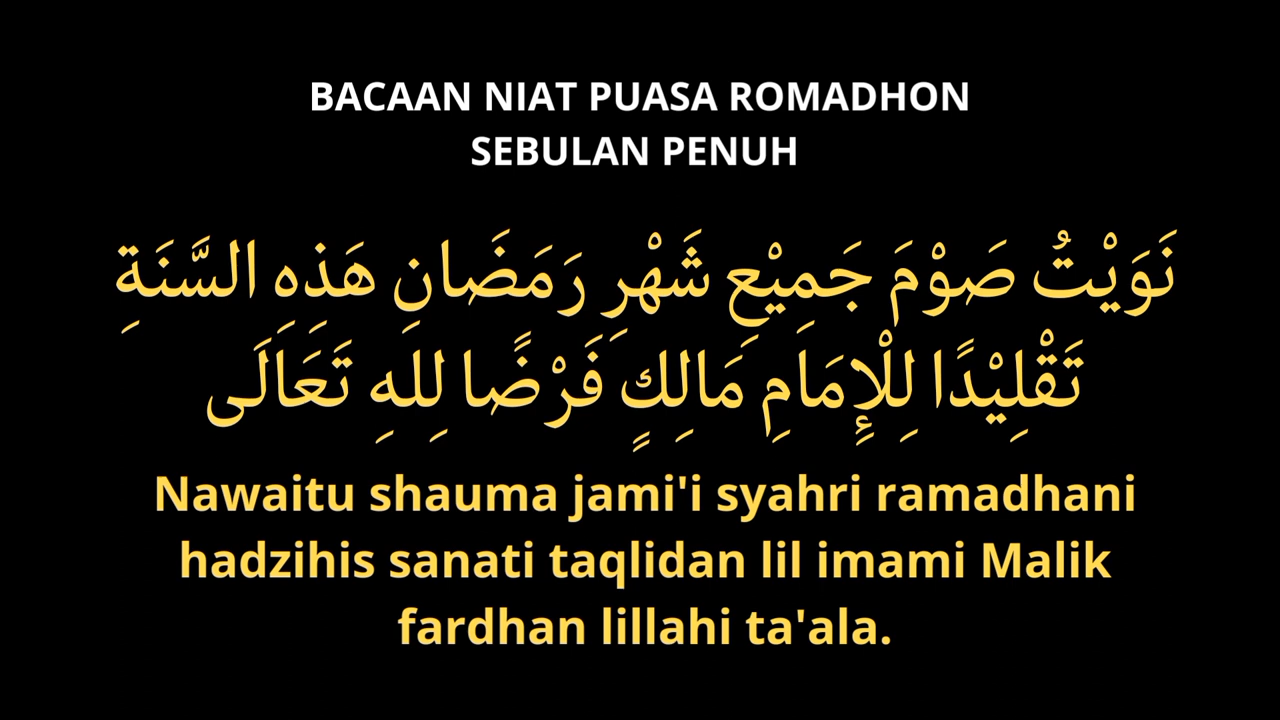 BACAAN NIAT PUASA ROMADHON
SEBULAN PENUH
نَوَيْتُ صَوْمَ جَمِيْعِ شَهْرِ رَمَضَانِ هَذِهِ السَّنَةِ
تَقْلِيْدًا لِلْإِمَامِ مَالِكٍ فَرْضًا لِلهِ تَعَالَى
Nawaitu shauma jami'i syahri ramadhani
hadzihis sanati taqlidan lil imami Malik
fardhan lillahi ta'ala.